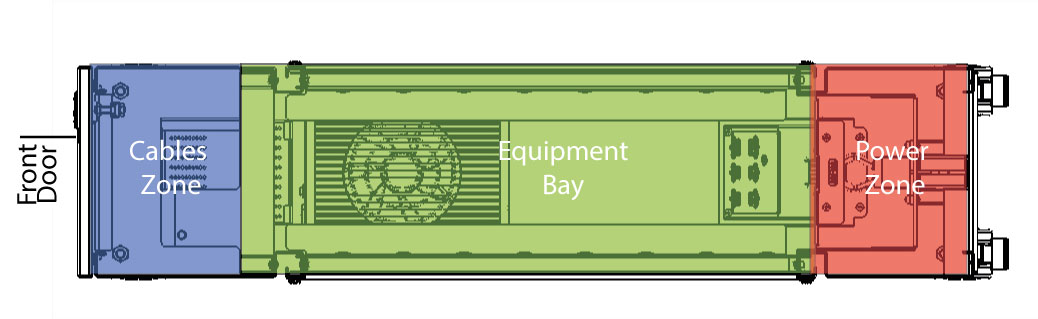 Front
Door
Cables
Zone
Equipment
Bay
Power
Zone